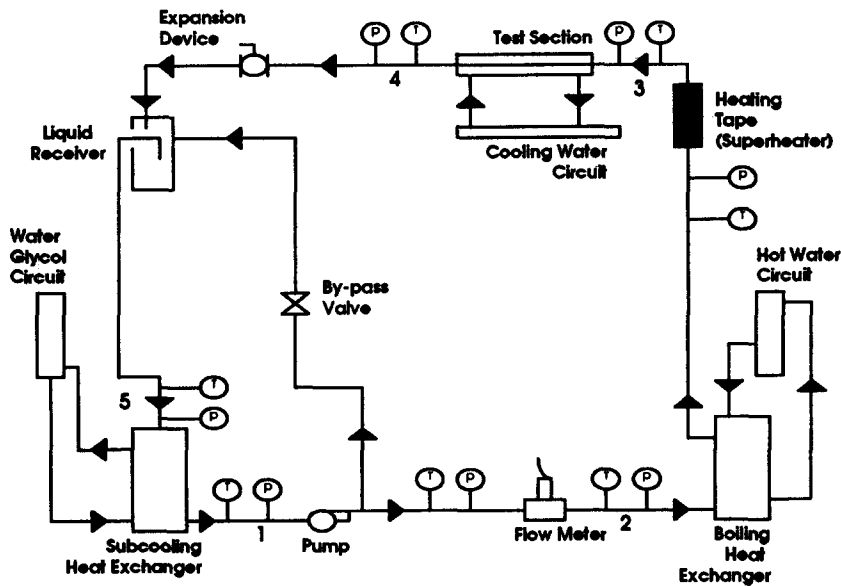 Expansion
Device
P
T
4
Test Section
P
T
3
Heating
Tape
(Superheater)
Liquid
Receiver
Cooling Water
Circuit
P
T
Water
Glycol
Circuit
By-pass
Valve
Hot Water
Circuit
T
P
5
T
P
1
Pump
T
P
Flow Meter
T
P
2
Subcooling
Heat Exchanger
Boiling
Heat
Exchanger